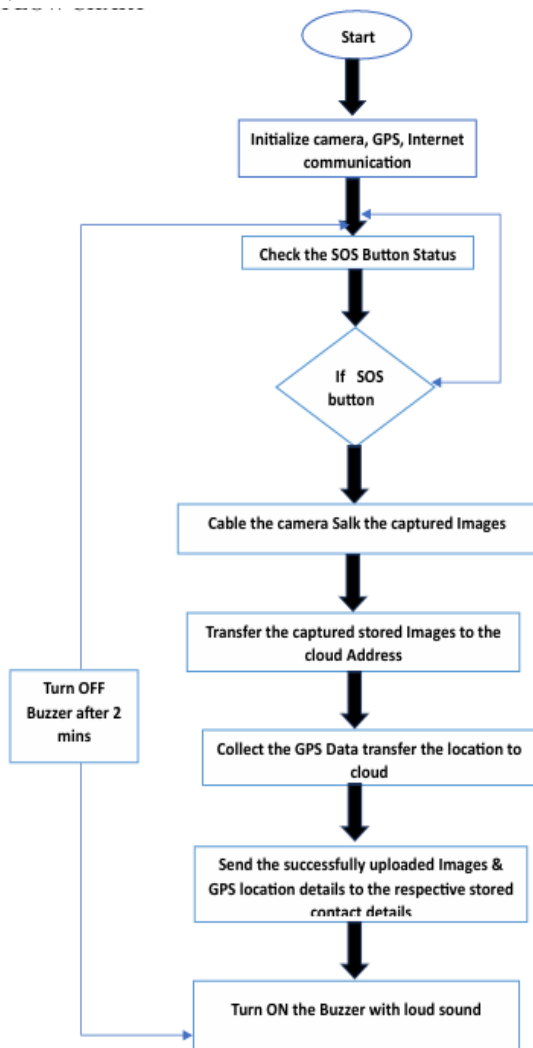 Start
Initialize camera, GPS, Internet
communication
Check the SOS Button Status
If SOS
button
Cable the camera Salk the captured Images
Transfer the captured stored Images to the
cloud Address
Turn OFF
Buzzer after 2
mins
Collect the GPS Data transfer the location to
cloud
Send the successfully uploaded Images &
GPS location details to the respective stored
contact details
Turn ON the Buzzer with loud sound